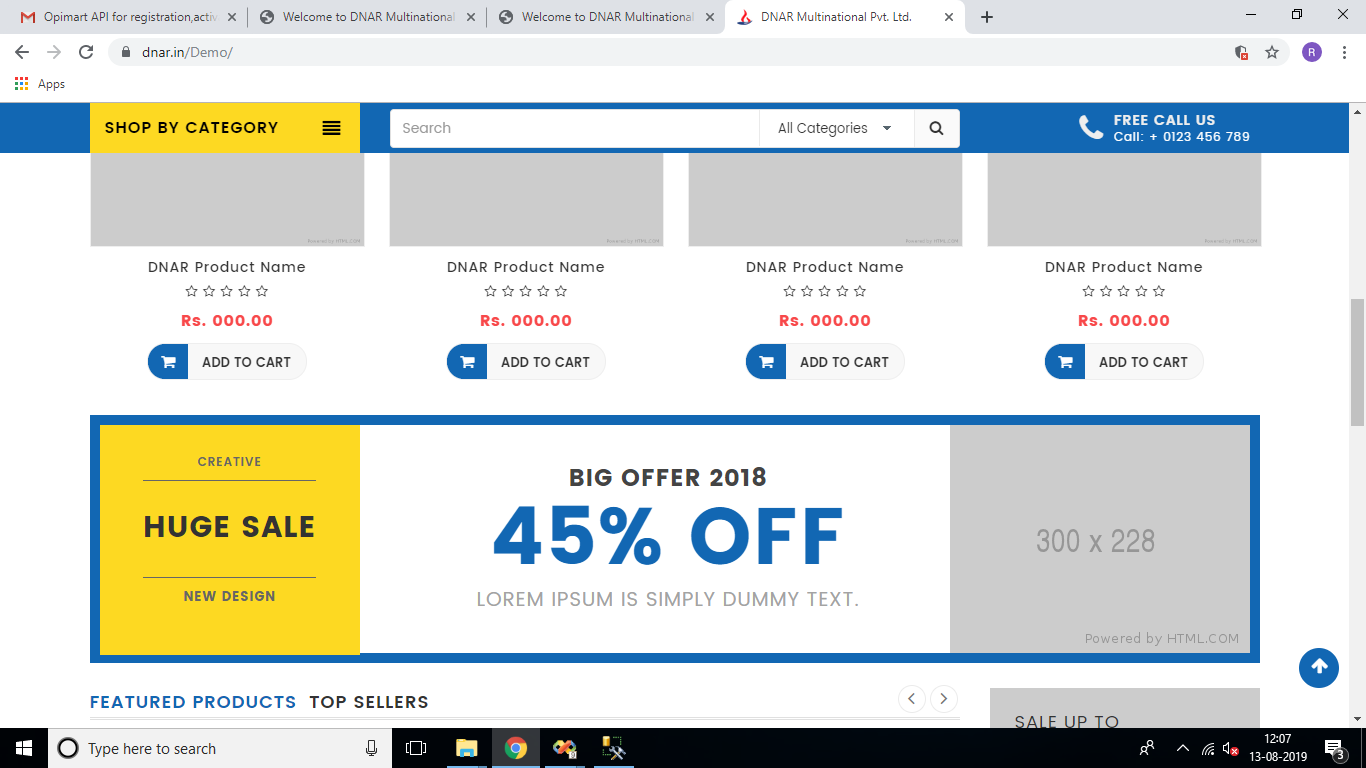 Opimart API for registration,activ
Welcome to DNAR Multinational
Welcome to DNAR Multinational
DNAR Multinational Pvt. Ltd.
dnar.in/Demo/
R
Apps
SHOP BY CATEGORY
Search
All Categories
FREE CALL US
Call: + 0123 456 789
Powered by HTML.COM
Powered by HTML.COM
Powered by HTML.COM
Powered by HTML.COM
DNAR Product Name
DNAR Product Name
DNAR Product Name
DNAR Product Name
Rs. 000.00
Rs. 000.00
Rs. 000.00
Rs. 000.00
ADD TO CART
ADD TO CART
ADD TO CART
ADD TO CART
CREATIVE
HUGE SALE
NEW DESIGN
BIG OFFER 2018
45% OFF
LOREM IPSUM IS SIMPLY DUMMY TEXT.
300 x 228
Powered by HTML.COM
FEATURED PRODUCTS TOP SELLERS
SALE UP TO
Type here to search
12:07
13-08-2019
3